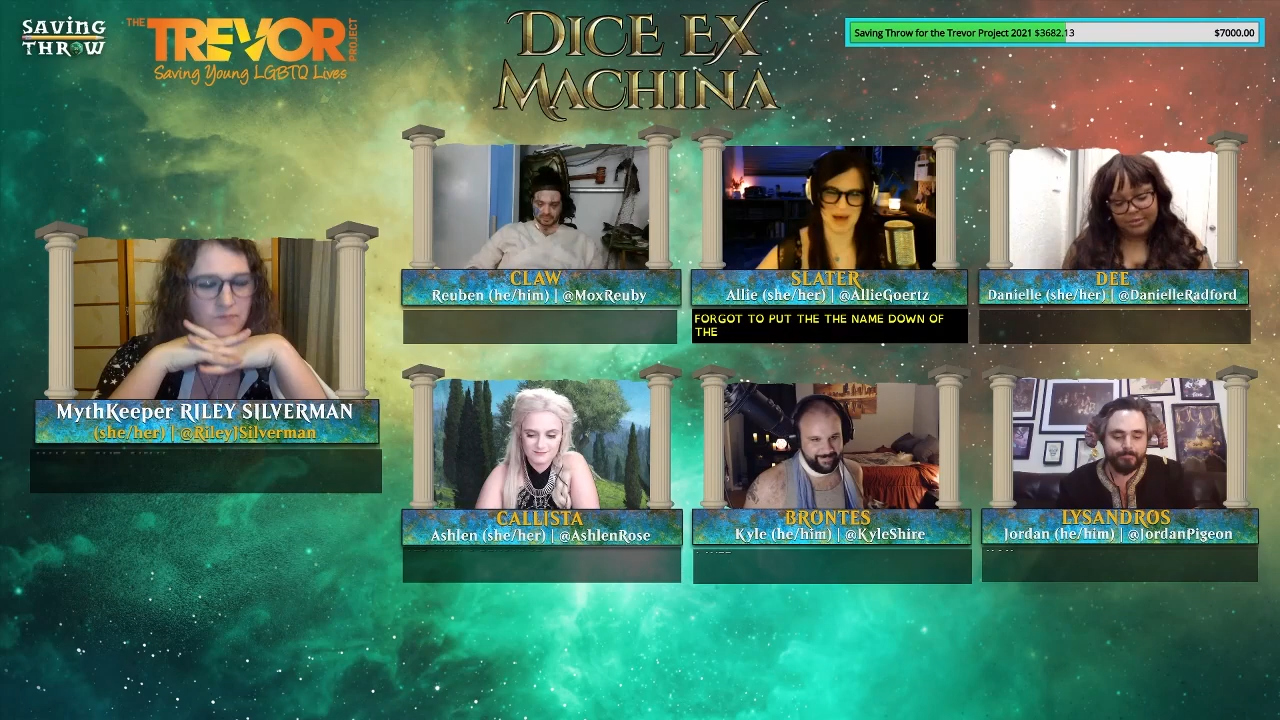 SAVING
THROW
THE TREVOR PROJECT
Saving Young LGBTQ Lives
DICE EX
MACHINA
Saving Throw for the Trevor Project 2021 $3682.13 $7000.00
CLAW
Reuben (he/him) | @MoxReuby
SLATER
Allie (she/her) | @AllieGoertz
FORGOT TO PUT THE THE NAME DOWN OF
THE
DEE
Danielle (she/her) | @DanielleRadford
MythKeeper RILEY SILVERMAN
(she/her) | @RileyJSilverman
CALLISTA
Ashlen (she/her) | @AshlenRose
BRONTES
Kyle (he/him) | @KyleShire
LYSANDROS
Jordan (he/him) | @JordanPigeon